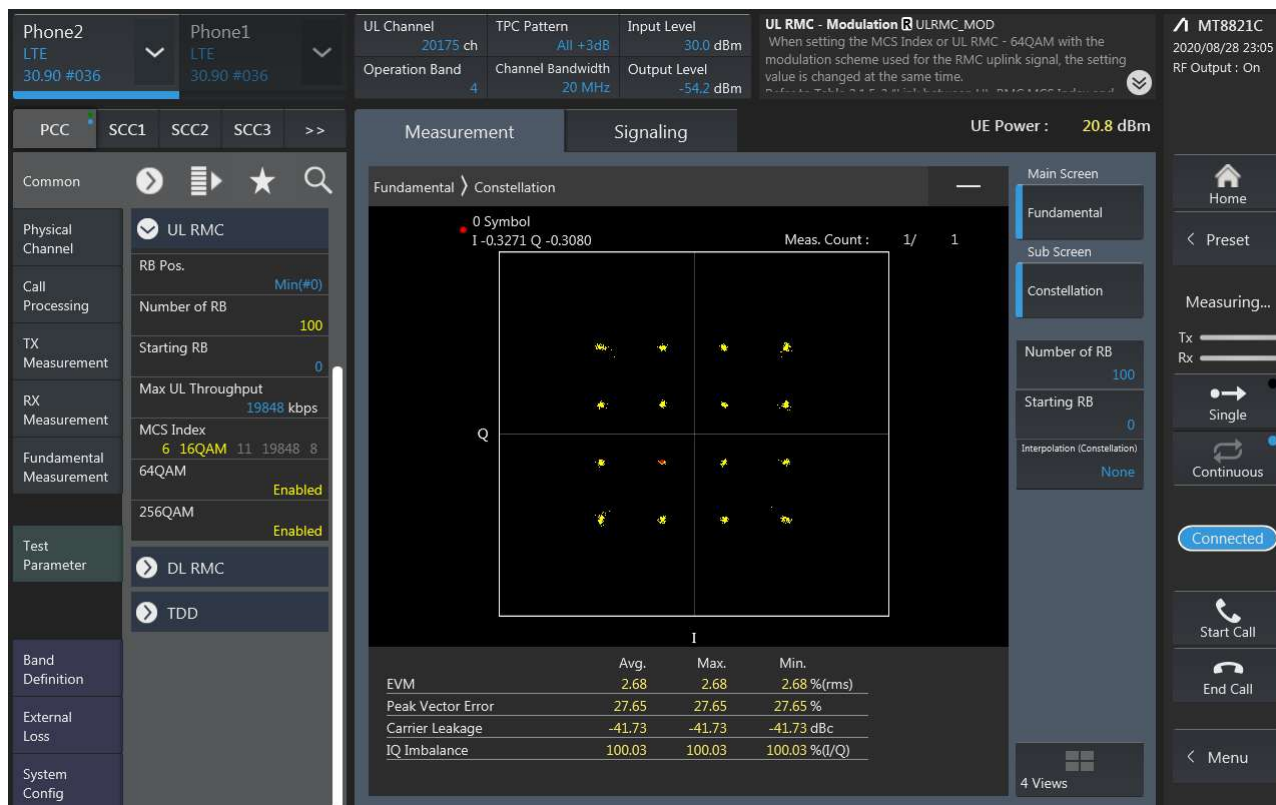 Phone2
LTE
30.90 #036
Phone1
LTE
30.90 #036
UL Channel
20175 ch
Operation Band
4
TPC Pattern
All +3dB
Channel Bandwidth
20 MHz
Input Level
30.0 dBm
Output Level
-54.2 dBm
UL RMC - Modulation R ULRMC_MOD
When setting the MCS Index or UL RMC - 64QAM with the
modulation scheme used for the RMC uplink signal, the setting
value is changed at the same time.
MT8821C
2020/08/28 23:05
RF Output : On
PCC SCC1 SCC2 SCC3 >>
Measurement
Signaling
UE Power : 20.8 dBm
Common
Physical
Channel
Call
Processing
TX
Measurement
RX
Measurement
Fundamental
Measurement
Test
Parameter
Band
Definition
External
Loss
System
Config
UL RMC
RB Pos.
Min(#0)
Number of RB
100
Starting RB
0
Max UL Throughput
19848 kbps
MCS Index
6 16QAM 11 19848 8
64QAM
Enabled
256QAM
Enabled
DL RMC
TDD
Fundamental 〉 Constellation
0 Symbol
I -0.3271 Q -0.3080
Meas. Count : 1/ 1
Q
I
Avg. Max. Min.
EVM 2.68 2.68 2.68 %(rms)
Peak Vector Error 27.65 27.65 27.65 %
Carrier Leakage -41.73 -41.73 -41.73 dBc
IQ Imbalance 100.03 100.03 100.03 %(I/Q)
Main Screen
Fundamental
Sub Screen
Constellation
Number of RB
100
Starting RB
0
Interpolation (Constellation)
None
4 Views
Home
< Preset
Measuring...
Tx
Rx
Single
Continuous
Connected
Start Call
End Call
< Menu